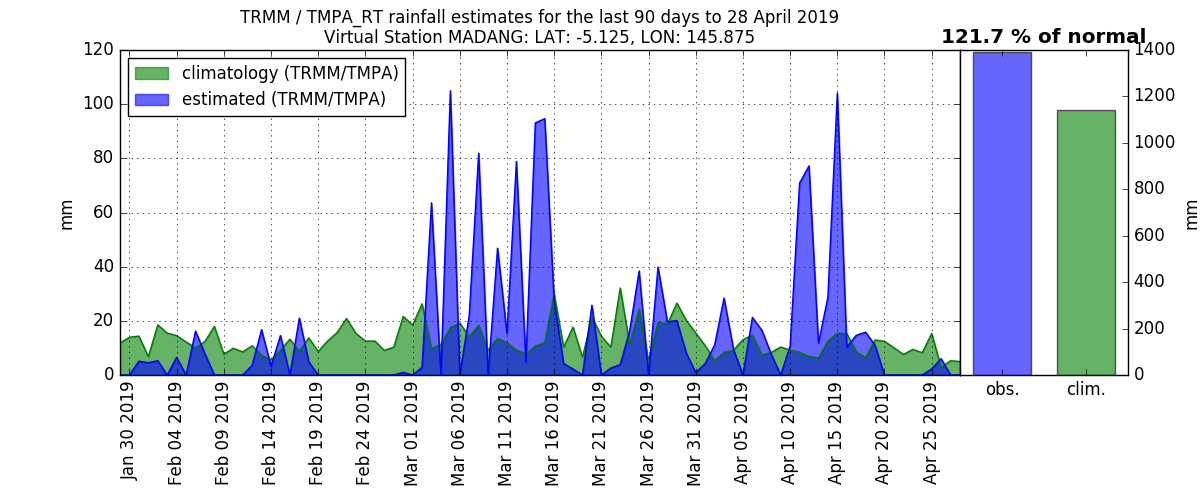 TRMM / TMPA_RT rainfall estimates for the last 90 days to 28 April 2019
Virtual Station MADANG: LAT: -5.125, LON: 145.875
121.7 % of normal
climatology (TRMM/TMPA)
estimated (TRMM/TMPA)
mm
120
100
80
60
40
20
0
Jan 30 2019
Feb 04 2019
Feb 09 2019
Feb 14 2019
Feb 19 2019
Feb 24 2019
Mar 01 2019
Mar 06 2019
Mar 11 2019
Mar 16 2019
Mar 21 2019
Mar 26 2019
Mar 31 2019
Apr 05 2019
Apr 10 2019
Apr 15 2019
Apr 20 2019
Apr 25 2019
1400
1200
1000
800
600
400
200
0
mm
obs.
clim.